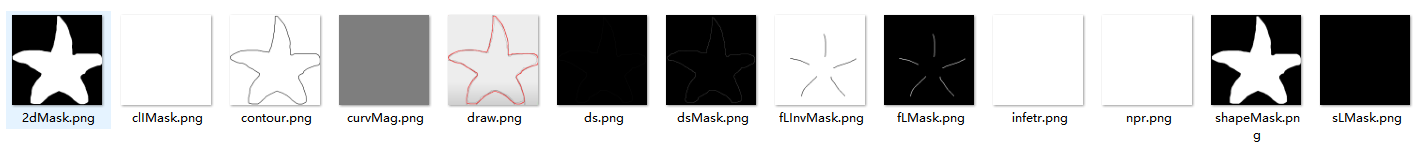 2dMask.png
cllMask.png
contour.png
curvMag.png
draw.png
ds.png
dsMask.png
fLInvMask.png
fLMask.png
infetr.png
npr.png
shapeMask.pn
g
sLMask.png